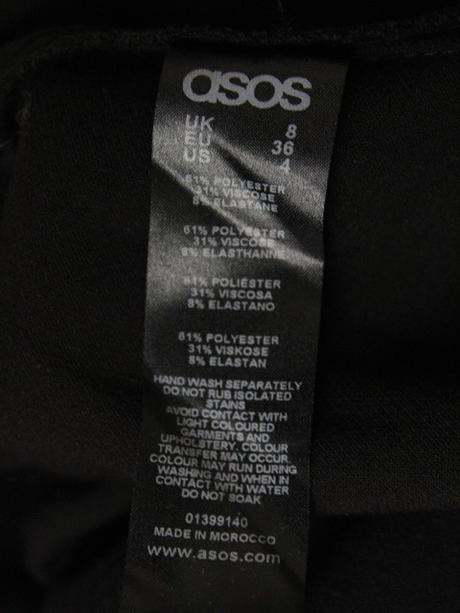 asos
UK 8
EU 36
US 4
61% POLYESTER
31% VISCOSE
8% ELASTANE
61% POLYESTER
31% VISCOSE
8% ELASTHANNE
61% POLIÉSTER
31% VISCOSA
8% ELASTANO
61% POLYESTER
31% VISKOSE
8% ELASTAN
HAND WASH SEPARATELY
DO NOT RUB ISOLATED
STAINS
AVOID CONTACT WITH
LIGHT COLOURED
GARMENTS AND
UPHOLSTERY. COLOUR
TRANSFER MAY OCCUR.
COLOUR MAY RUN DURING
WASHING AND WHEN IN
CONTACT WITH WATER
DO NOT SOAK
01399140
MADE IN MOROCCO
www.asos.com